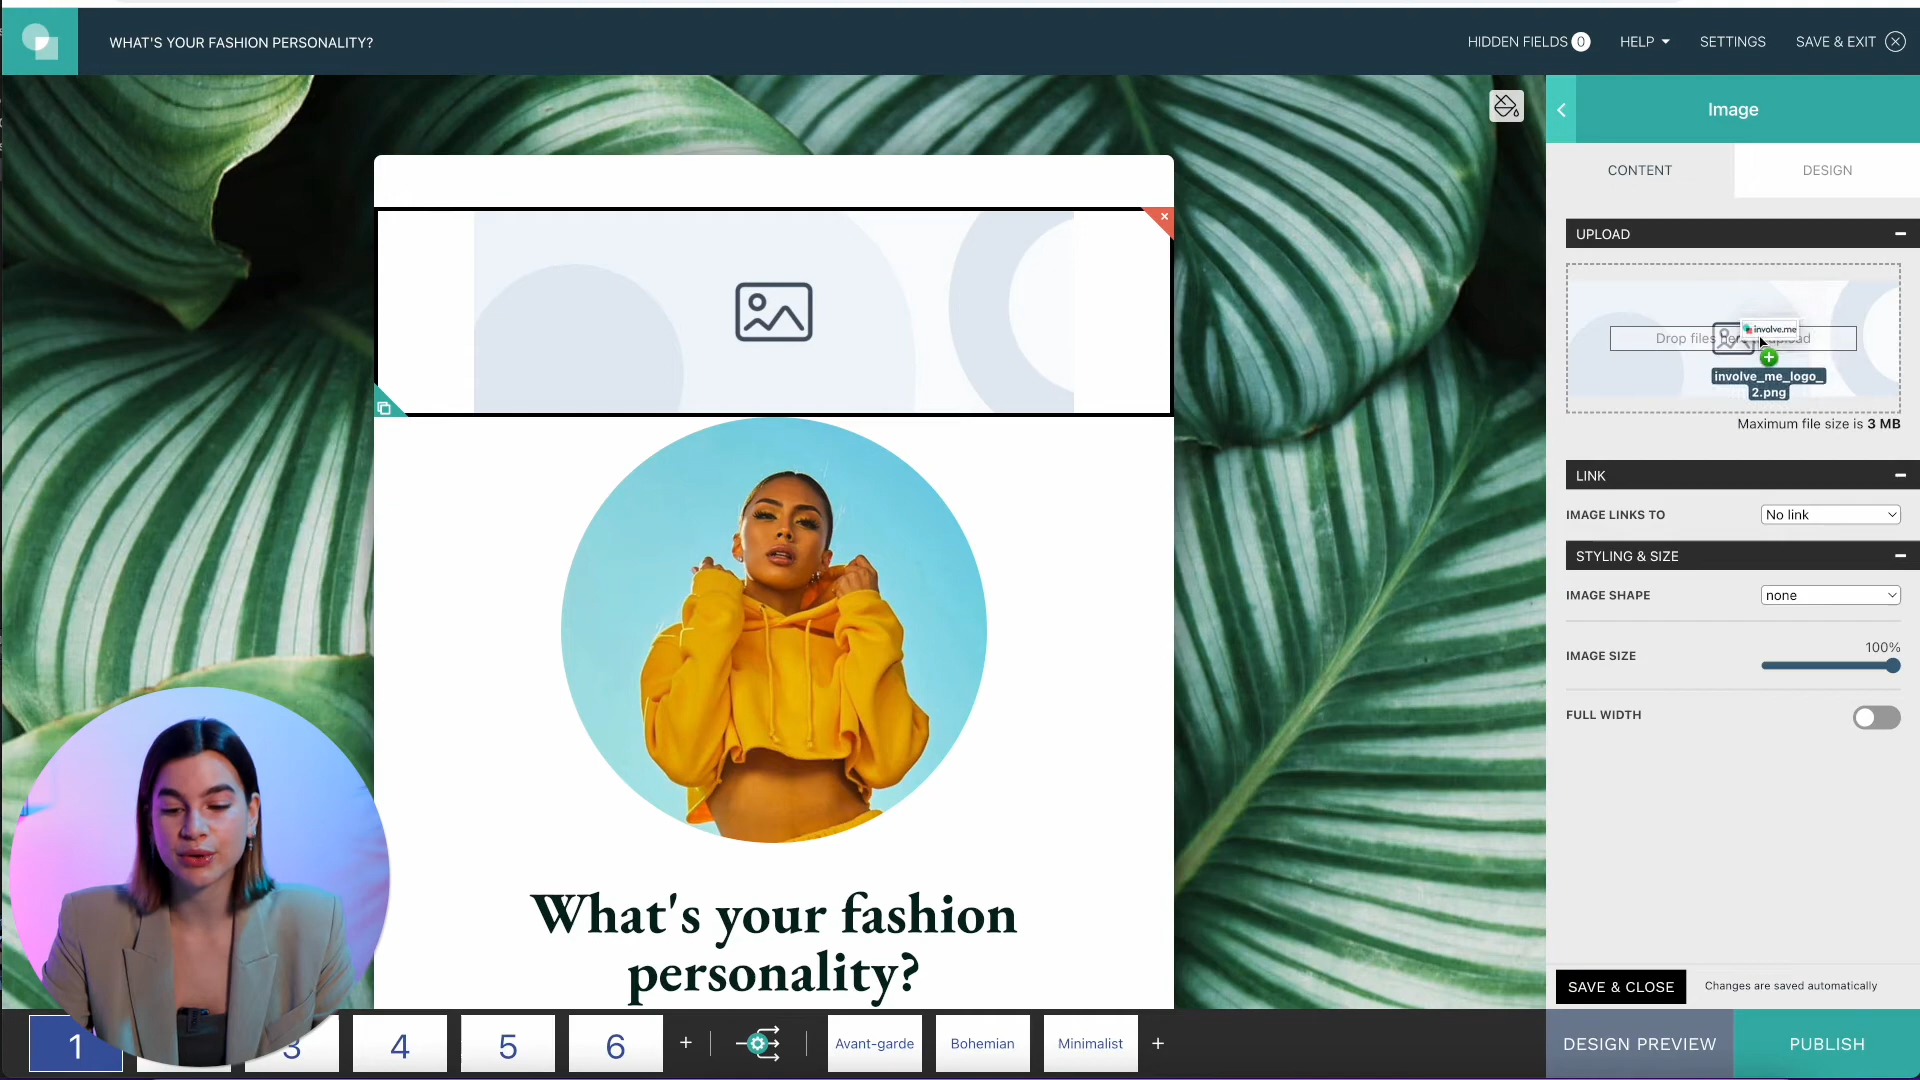 WHAT'S YOUR FASHION PERSONALITY?
HIDDEN FIELDS 0
HELP
SETTINGS
SAVE & EXIT
Image
CONTENT
DESIGN
UPLOAD
involve.me
Drop files
involve_me_logo_
2.png
Maximum file size is 3 MB
LINK
IMAGE LINKS TO
No link
STYLING & SIZE
IMAGE SHAPE
none
100%
IMAGE SIZE
FULL WIDTH
What's your fashion
personality?
SAVE & CLOSE
Changes are saved automatically
1
3
4
5
6
+
Avant-garde
Bohemian
Minimalist
+
DESIGN PREVIEW
PUBLISH